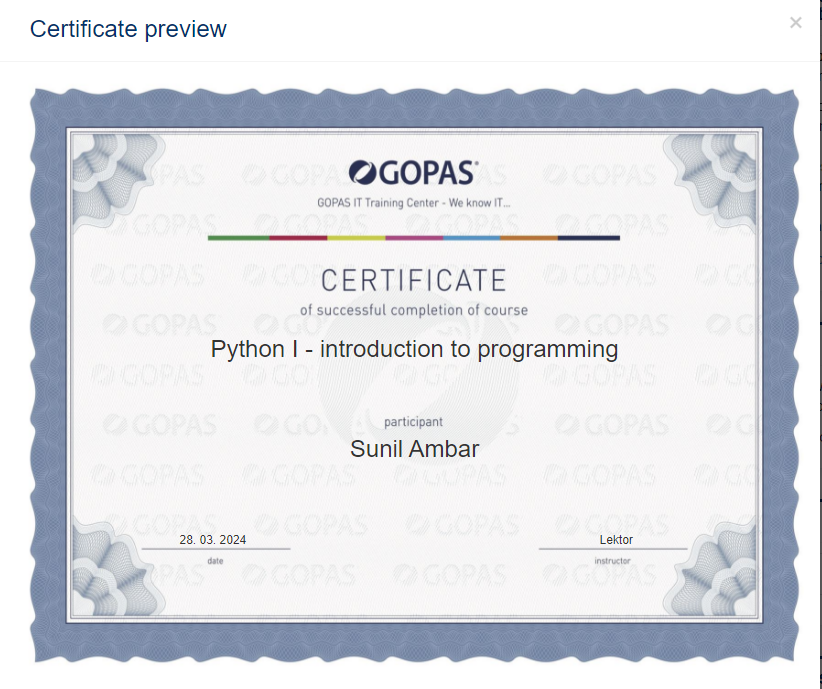 Certificate preview
×
GOPAS®
GOPAS IT Training Center - We know IT...
CERTIFICATE
of successful completion of course
Python I - introduction to programming
participant
Sunil Ambar
28. 03. 2024
Lektor
date
instructor